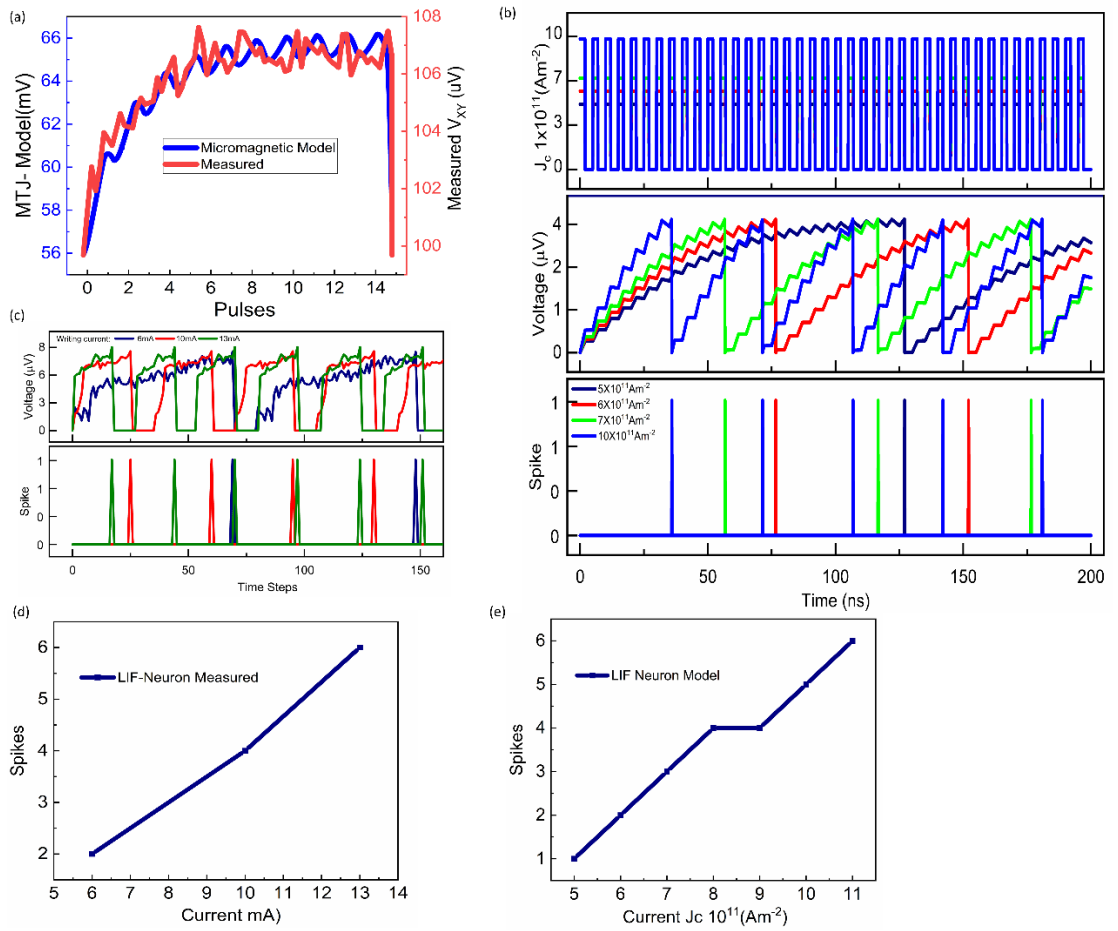 (a)
MTJ- Model(mV)
66
64
62
60
58
56
108
106
104
102
100
Measured V_XY (uV)
Micromagnetic Model
Measured
0 2 4 6 8 10 12 14
Pulses
(b)
J_c 1x10^11(Am^-2)
10
7
3
0
Voltage (µV)
4
2
1
0
Spike
1
1
0
0
5X10^11Am^-2
6X10^11Am^-2
7X10^11Am^-2
10X10^11Am^-2
0 50 100 150 200
Time (ns)
(c)
Writing current: 6mA 10mA 13mA
Voltage (µV)
8
6
3
0
Spike
1
1
0
0
0 50 100 150
Time Steps
(d)
Spikes
6
5
4
3
2
LIF-Neuron Measured
5 6 7 8 9 10 11 12 13 14
Current mA)
(e)
Spikes
6
5
4
3
2
1
LIF Neuron Model
5 6 7 8 9 10 11
Current Jc 10^11(Am^-2)